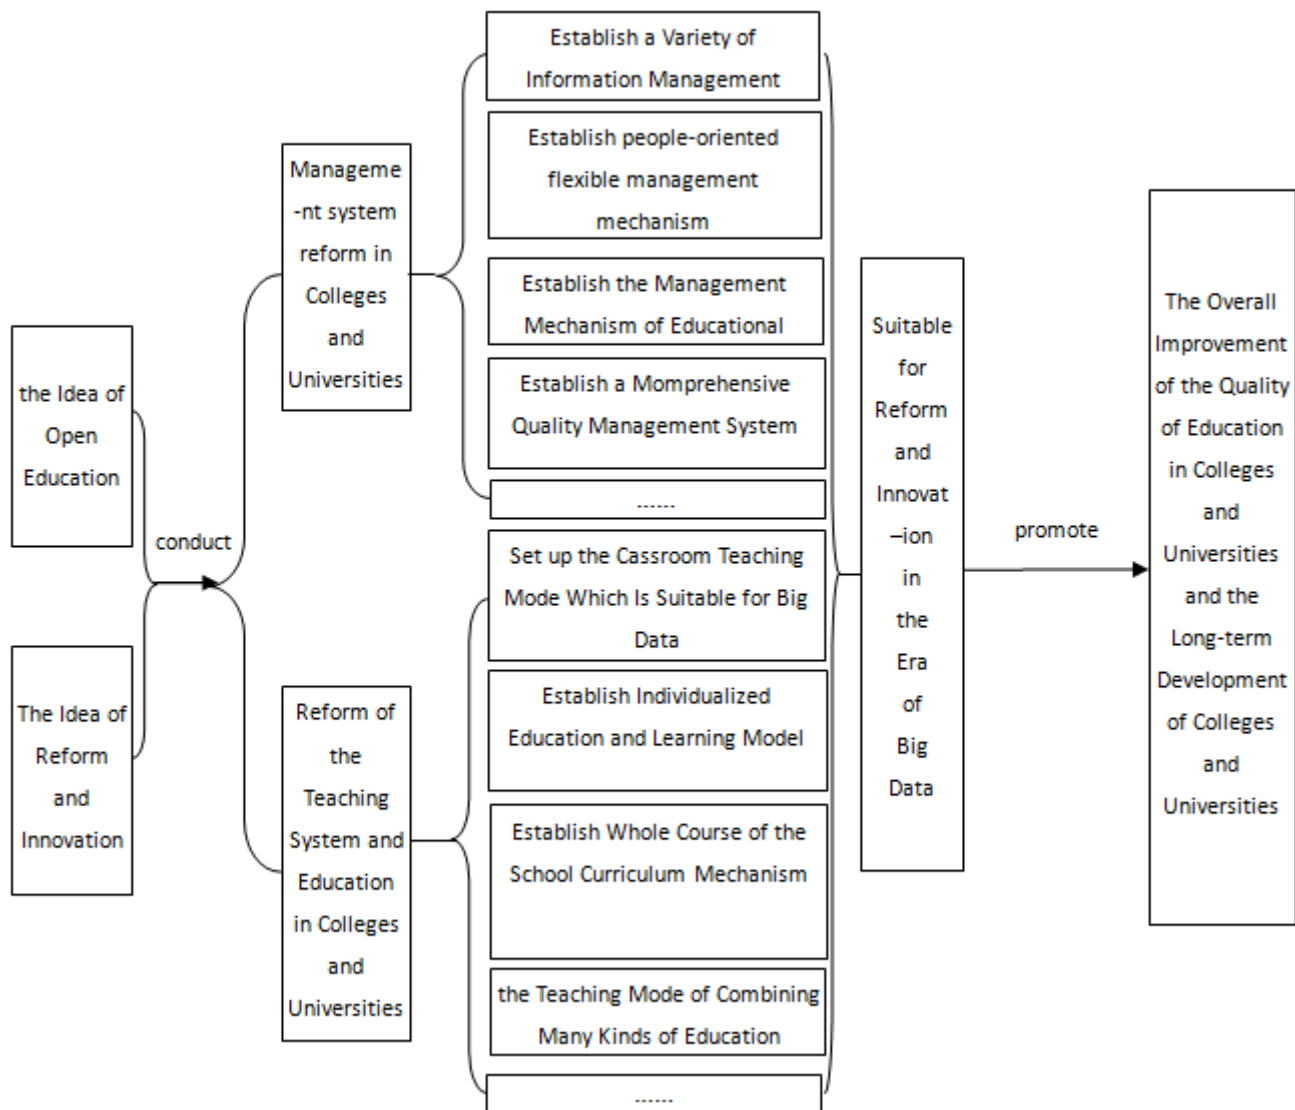 the Idea of
Open
Education
The Idea of
Reform
and
Innovation
conduct
Manageme
-nt system
reform in
Colleges
and
Universities
Reform of
the
Teaching
System and
Education
in Colleges
and
Universities
Establish a Variety of
Information Management
Establish people-oriented
flexible management
mechanism
Establish the Management
Mechanism of Educational
Establish a Momprehensive
Quality Management System
......
Set up the Cassroom Teaching
Mode Which Is Suitable for Big
Data
Establish Individualized
Education and Learning Model
Establish Whole Course of the
School Curriculum Mechanism
the Teaching Mode of Combining
Many Kinds of Education
......
Suitable
for
Reform
and
Innovat
–ion
in
the
Era
of
Big
Data
promote
The Overall
Improvement
of the Quality
of Education
in Colleges
and
Universities
and the
Long-term
Development
of Colleges
and
Universities